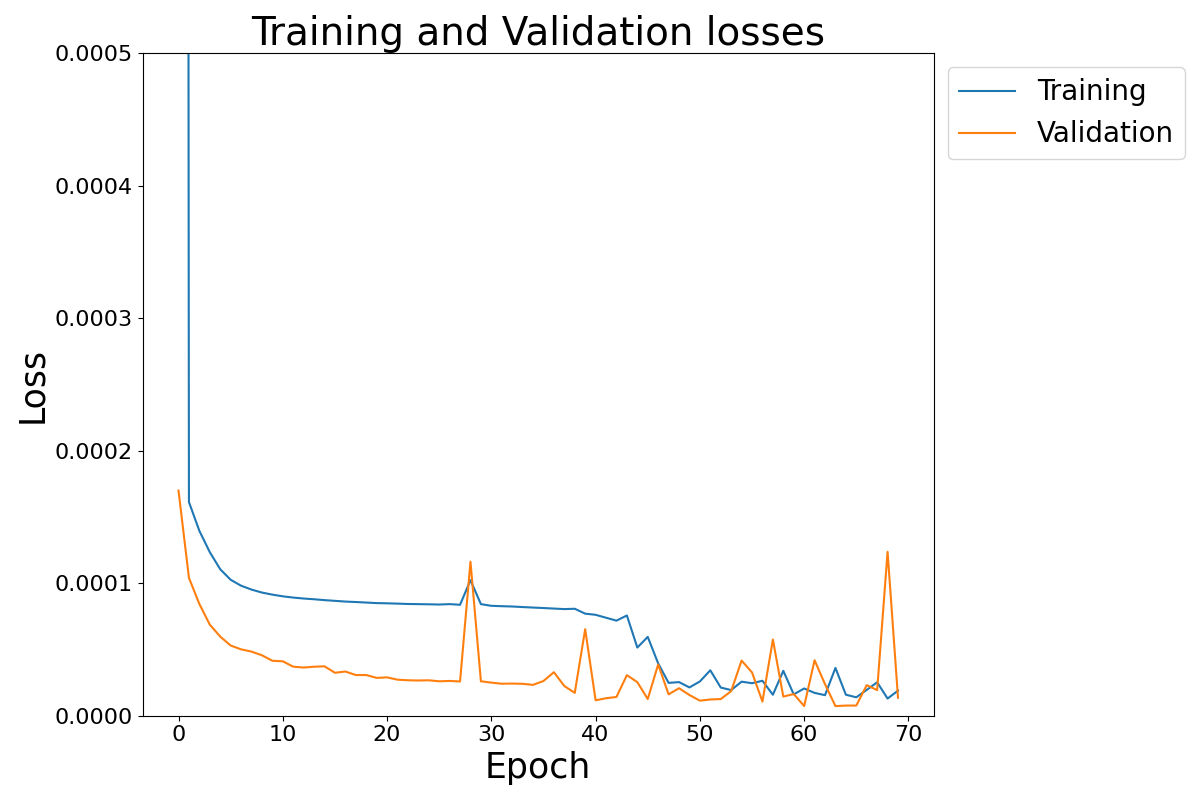 Training and Validation losses
Training
Validation
0.0005
0.0004
0.0003
0.0002
0.0001
0.0000
Loss
0 10 20 30 40 50 60 70
Epoch